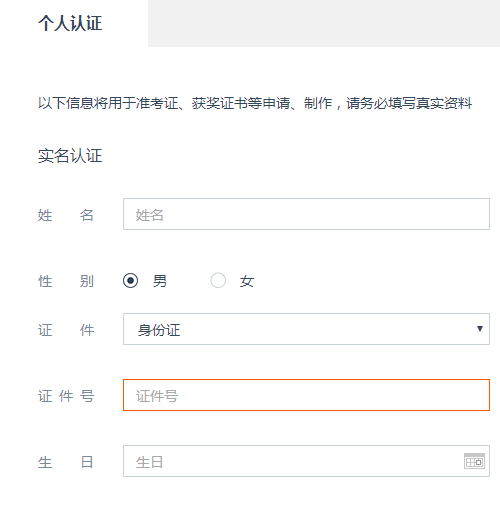 个人认证
以下信息将用于准考证、获奖证书等申请、制作，请务必填写真实资料
实名认证
姓 名 姓名
性 别 男 女
证 件 身份证
证件号 证件号
生 日 生日